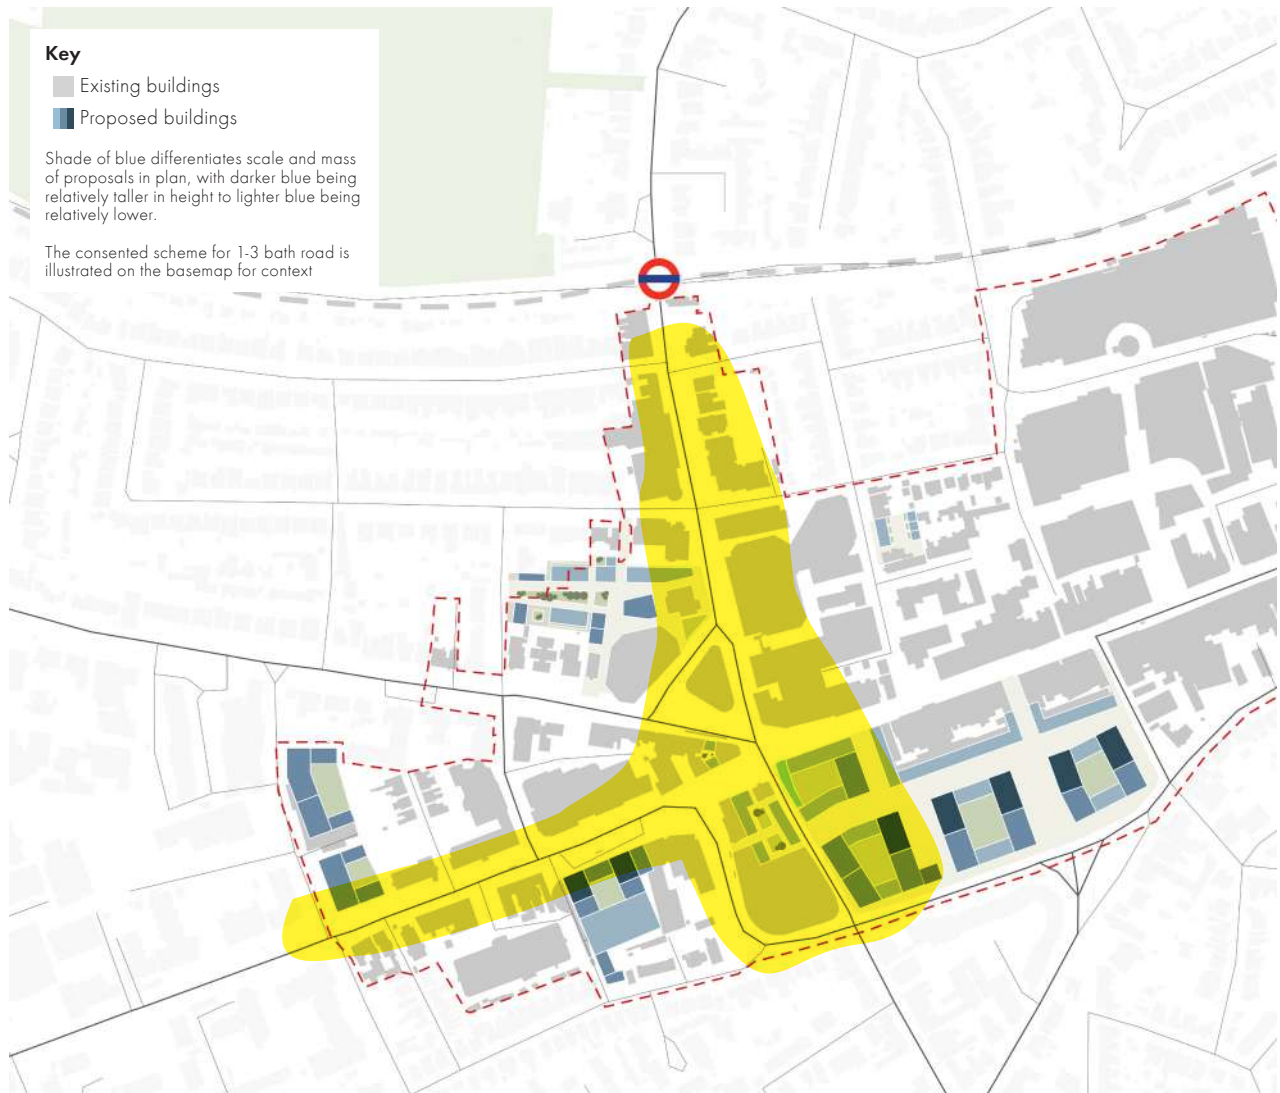 Key
Existing buildings
Proposed buildings
Shade of blue differentiates scale and mass
of proposals in plan, with darker blue being
relatively taller in height to lighter blue being
relatively lower.
The consented scheme for 1-3 bath road is
illustrated on the basemap for context